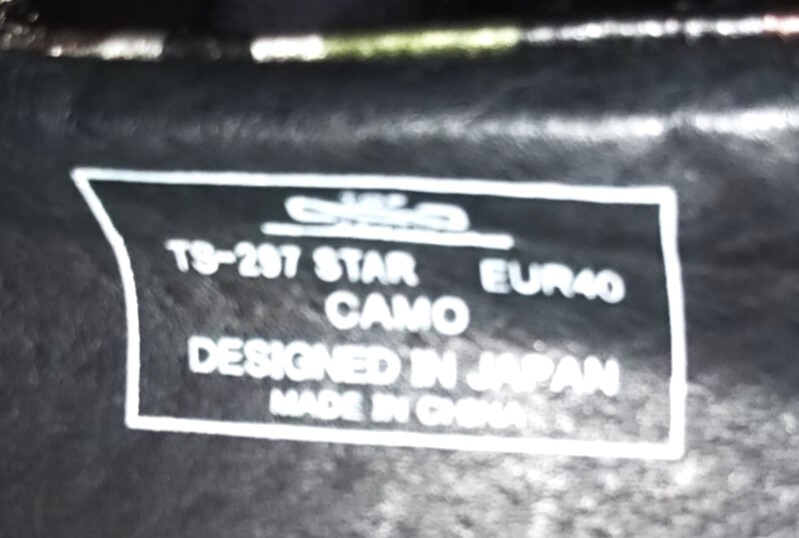 TS-297 STAR EUR40
CAMO
DESIGNED IN JAPAN
MADE IN CHINA